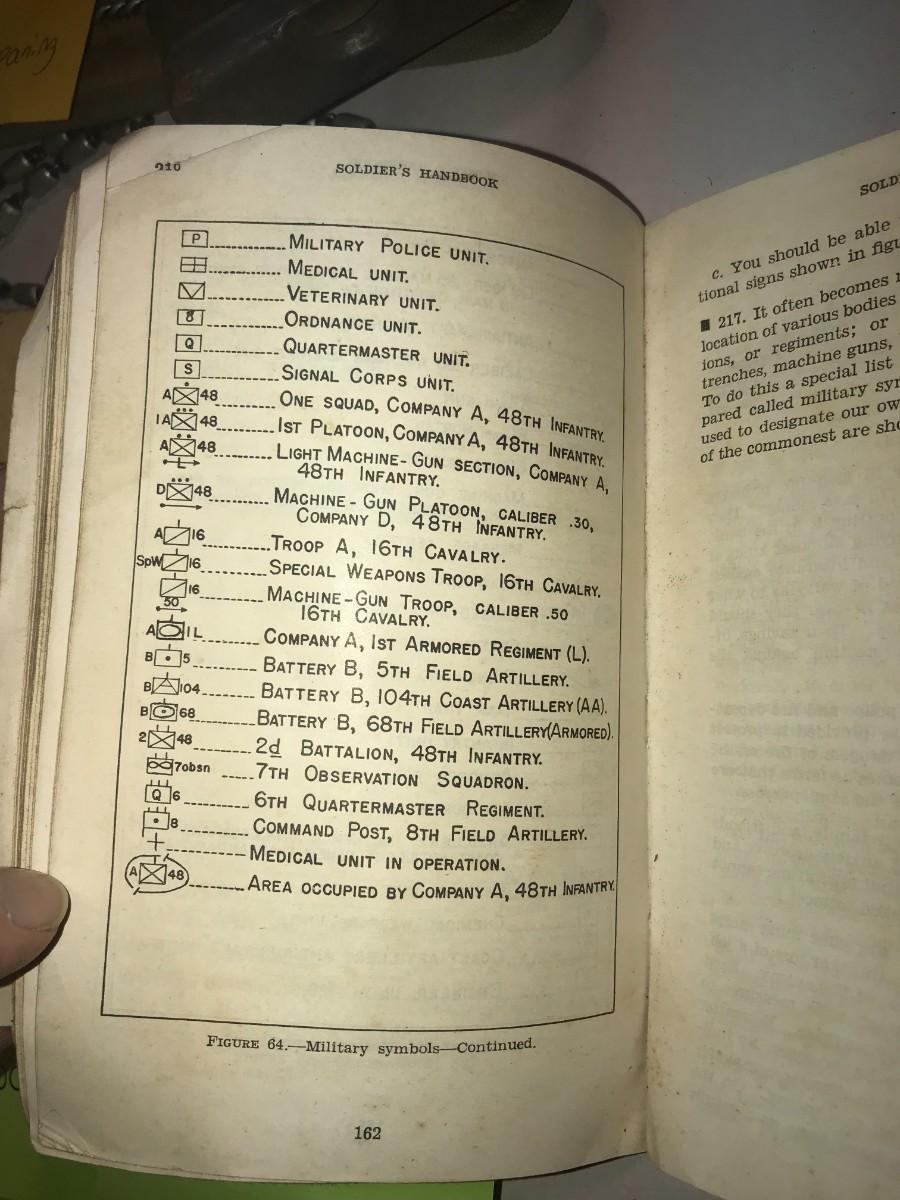 eaning
216
SOLDIER'S HANDBOOK
P MILITARY POLICE UNIT.
MEDICAL UNIT.
VETERINARY UNIT.
ORDNANCE UNIT.
Q QUARTERMASTER UNIT.
S SIGNAL CORPS UNIT.
A 48 ONE SQUAD, COMPANY A, 48TH INFANTRY.
1A 48 1ST PLATOON, COMPANY A, 48TH INFANTRY.
A 48 LIGHT MACHINE-GUN SECTION, COMPANY A,
L 48TH INFANTRY.
D 48 MACHINE-GUN PLATOON, CALIBER .30,
COMPANY D, 48TH INFANTRY.
A 16 TROOP A, 16TH CAVALRY.
SpW 16 SPECIAL WEAPONS TROOP, 16TH CAVALRY.
16 MACHINE-GUN TROOP, CALIBER .50
50 16TH CAVALRY.
A 1L COMPANY A, 1ST ARMORED REGIMENT (L).
B 5 BATTERY B, 5TH FIELD ARTILLERY.
B 104 BATTERY B, 104TH COAST ARTILLERY (AA).
B 68 BATTERY B, 68TH FIELD ARTILLERY (ARMORED).
2 48 2d BATTALION, 48TH INFANTRY.
7obsn 7TH OBSERVATION SQUADRON.
Q 6 6TH QUARTERMASTER REGIMENT.
8 COMMAND POST, 8TH FIELD ARTILLERY.
MEDICAL UNIT IN OPERATION.
A 48 AREA OCCUPIED BY COMPANY A, 48TH INFANTRY.
FIGURE 64.—Military symbols—Continued.
162
SOLD
c. You should be able
tional signs shown in figu
■ 217. It often becomes
location of various bodies
ions, or regiments; or
trenches, machine guns,
To do this a special list
pared called military sy
used to designate our ow
of the commonest are sho